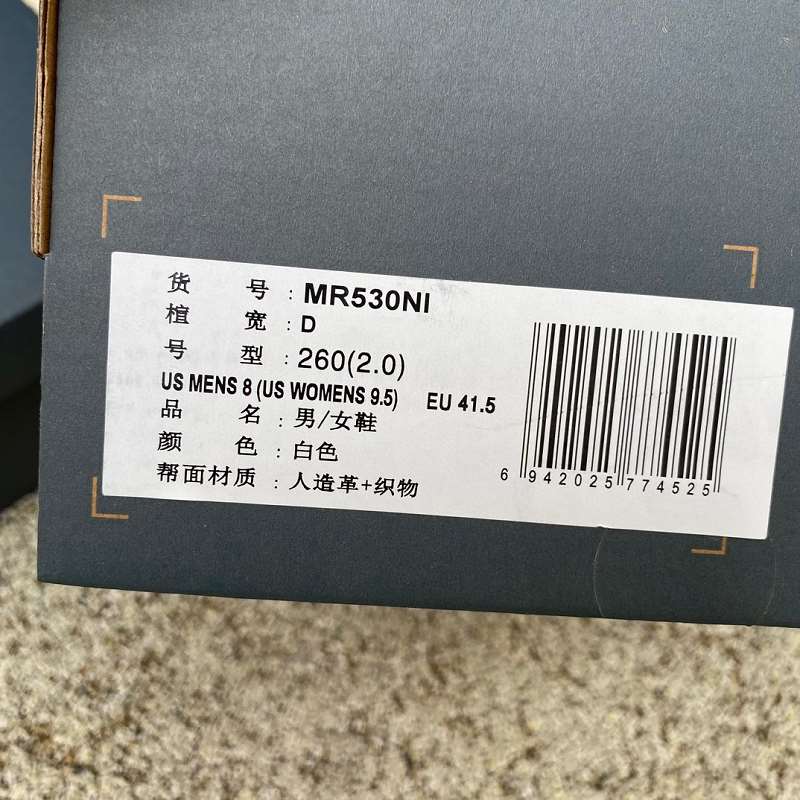 货 号 : MR530NI
楦 宽 : D
号 型 : 260(2.0)
US MENS 8 (US WOMENS 9.5) EU 41.5
品 名 : 男/女鞋
颜 色 : 白色
帮面材质 : 人造革+织物
6 942025 774525